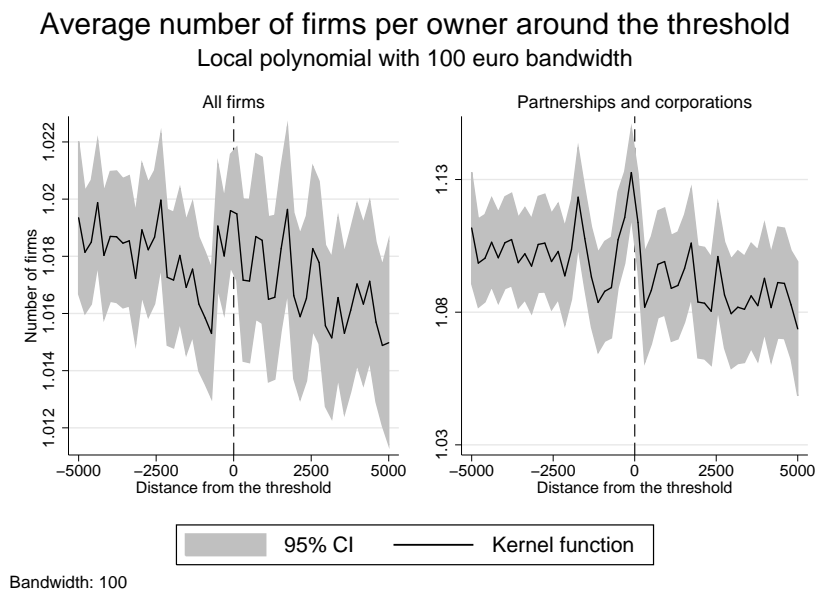 Average number of firms per owner around the threshold
Local polynomial with 100 euro bandwidth
All firms
Number of firms
1.022
1.02
1.018
1.016
1.014
1.012
−5000 −2500 0 2500 5000
Distance from the threshold
Partnerships and corporations
1.13
1.08
1.03
−5000 −2500 0 2500 5000
Distance from the threshold
95% CI Kernel function
Bandwidth: 100